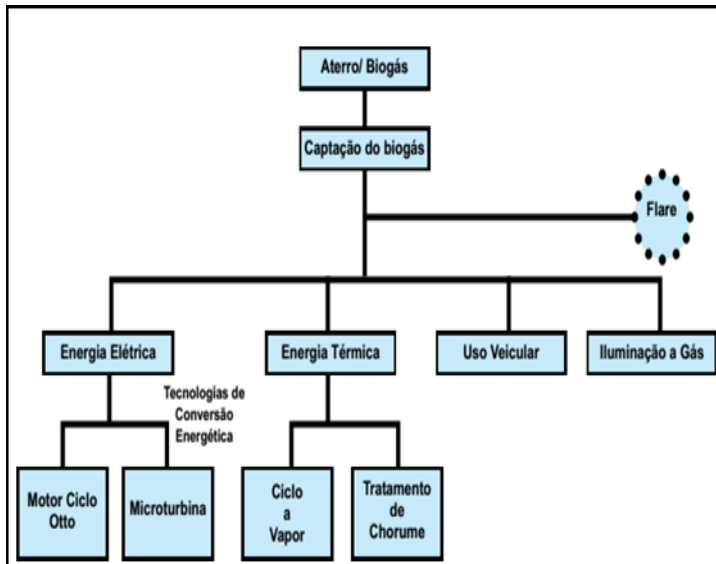 Aterro/ Biogás
Captação do biogás
Flare
Energia Elétrica
Energia Térmica
Uso Veicular
Iluminação a Gás
Tecnologias de
Conversão
Energética
Motor Ciclo
Otto
Microturbina
Ciclo
a
Vapor
Tratamento
de
Chorume